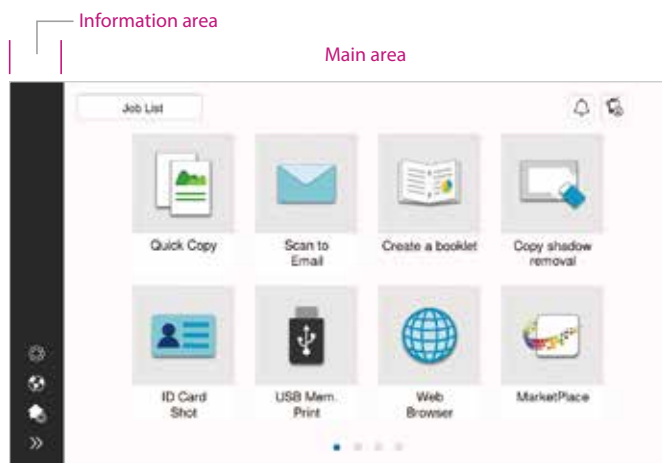 Information area
Main area
Job List
Quick Copy
Scan to
Email
Create a booklet
Copy shadow
removal
ID Card
Shot
USB Mem.
Print
Web
Browser
MarketPlace